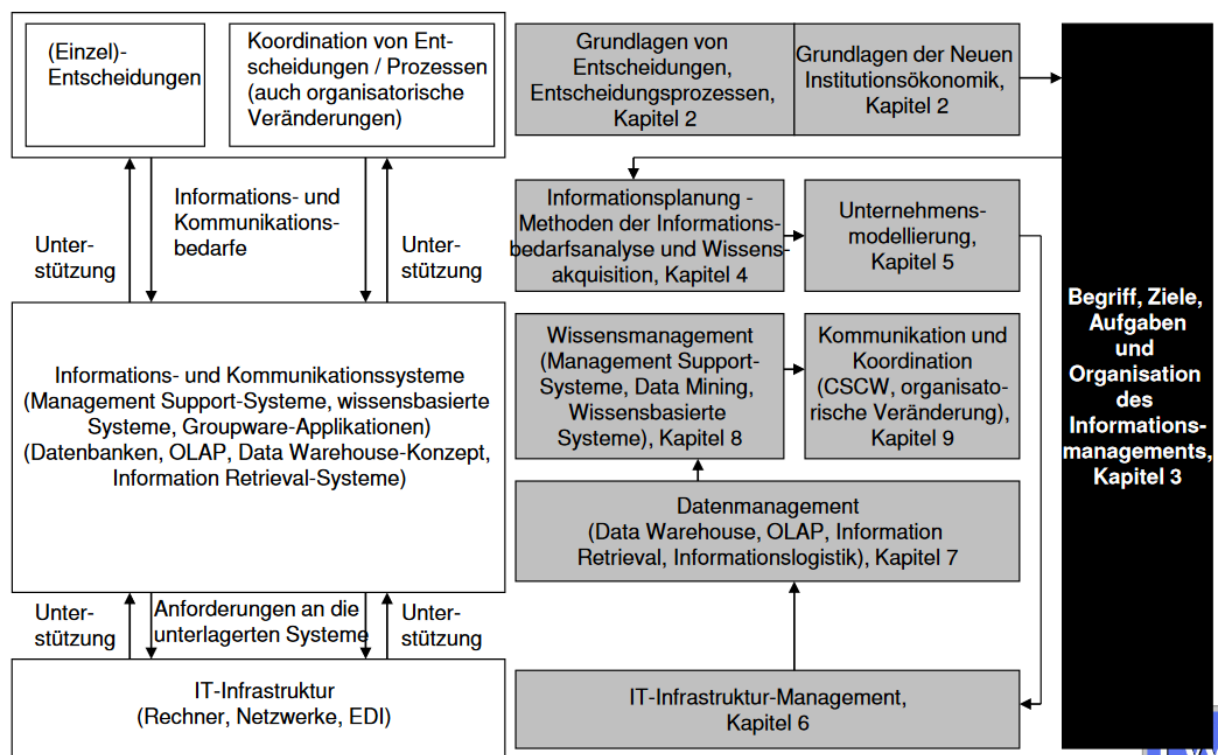 (Einzel)-
Entscheidungen
Koordination von Ent-
scheidungen / Prozessen
(auch organisatorische
Veränderungen)
Grundlagen von
Entscheidungen,
Entscheidungsprozessen,
Kapitel 2
Grundlagen der Neuen
Institutionsökonomik,
Kapitel 2
Informations- und
Kommunikations-
bedarfe
Unter-
stützung
Unter-
stützung
Informationsplanung -
Methoden der Informations-
bedarfsanalyse und Wissens-
akquisition, Kapitel 4
Unternehmens-
modellierung,
Kapitel 5
Begriff, Ziele,
Aufgaben
und
Organisation
des
Informations-
managements,
Kapitel 3
Informations- und Kommunikationssysteme
(Management Support-Systeme, wissensbasierte
Systeme, Groupware-Applikationen)
(Datenbanken, OLAP, Data Warehouse-Konzept,
Information Retrieval-Systeme)
Wissensmanagement
(Management Support-
Systeme, Data Mining,
Wissensbasierte
Systeme), Kapitel 8
Kommunikation und
Koordination
(CSCW, organisato-
rische Veränderung),
Kapitel 9
Datenmanagement
(Data Warehouse, OLAP, Information
Retrieval, Informationslogistik), Kapitel 7
Unter-
stützung
Anforderungen an die
unterlagerten Systeme
Unter-
stützung
IT-Infrastruktur
(Rechner, Netzwerke, EDI)
IT-Infrastruktur-Management,
Kapitel 6